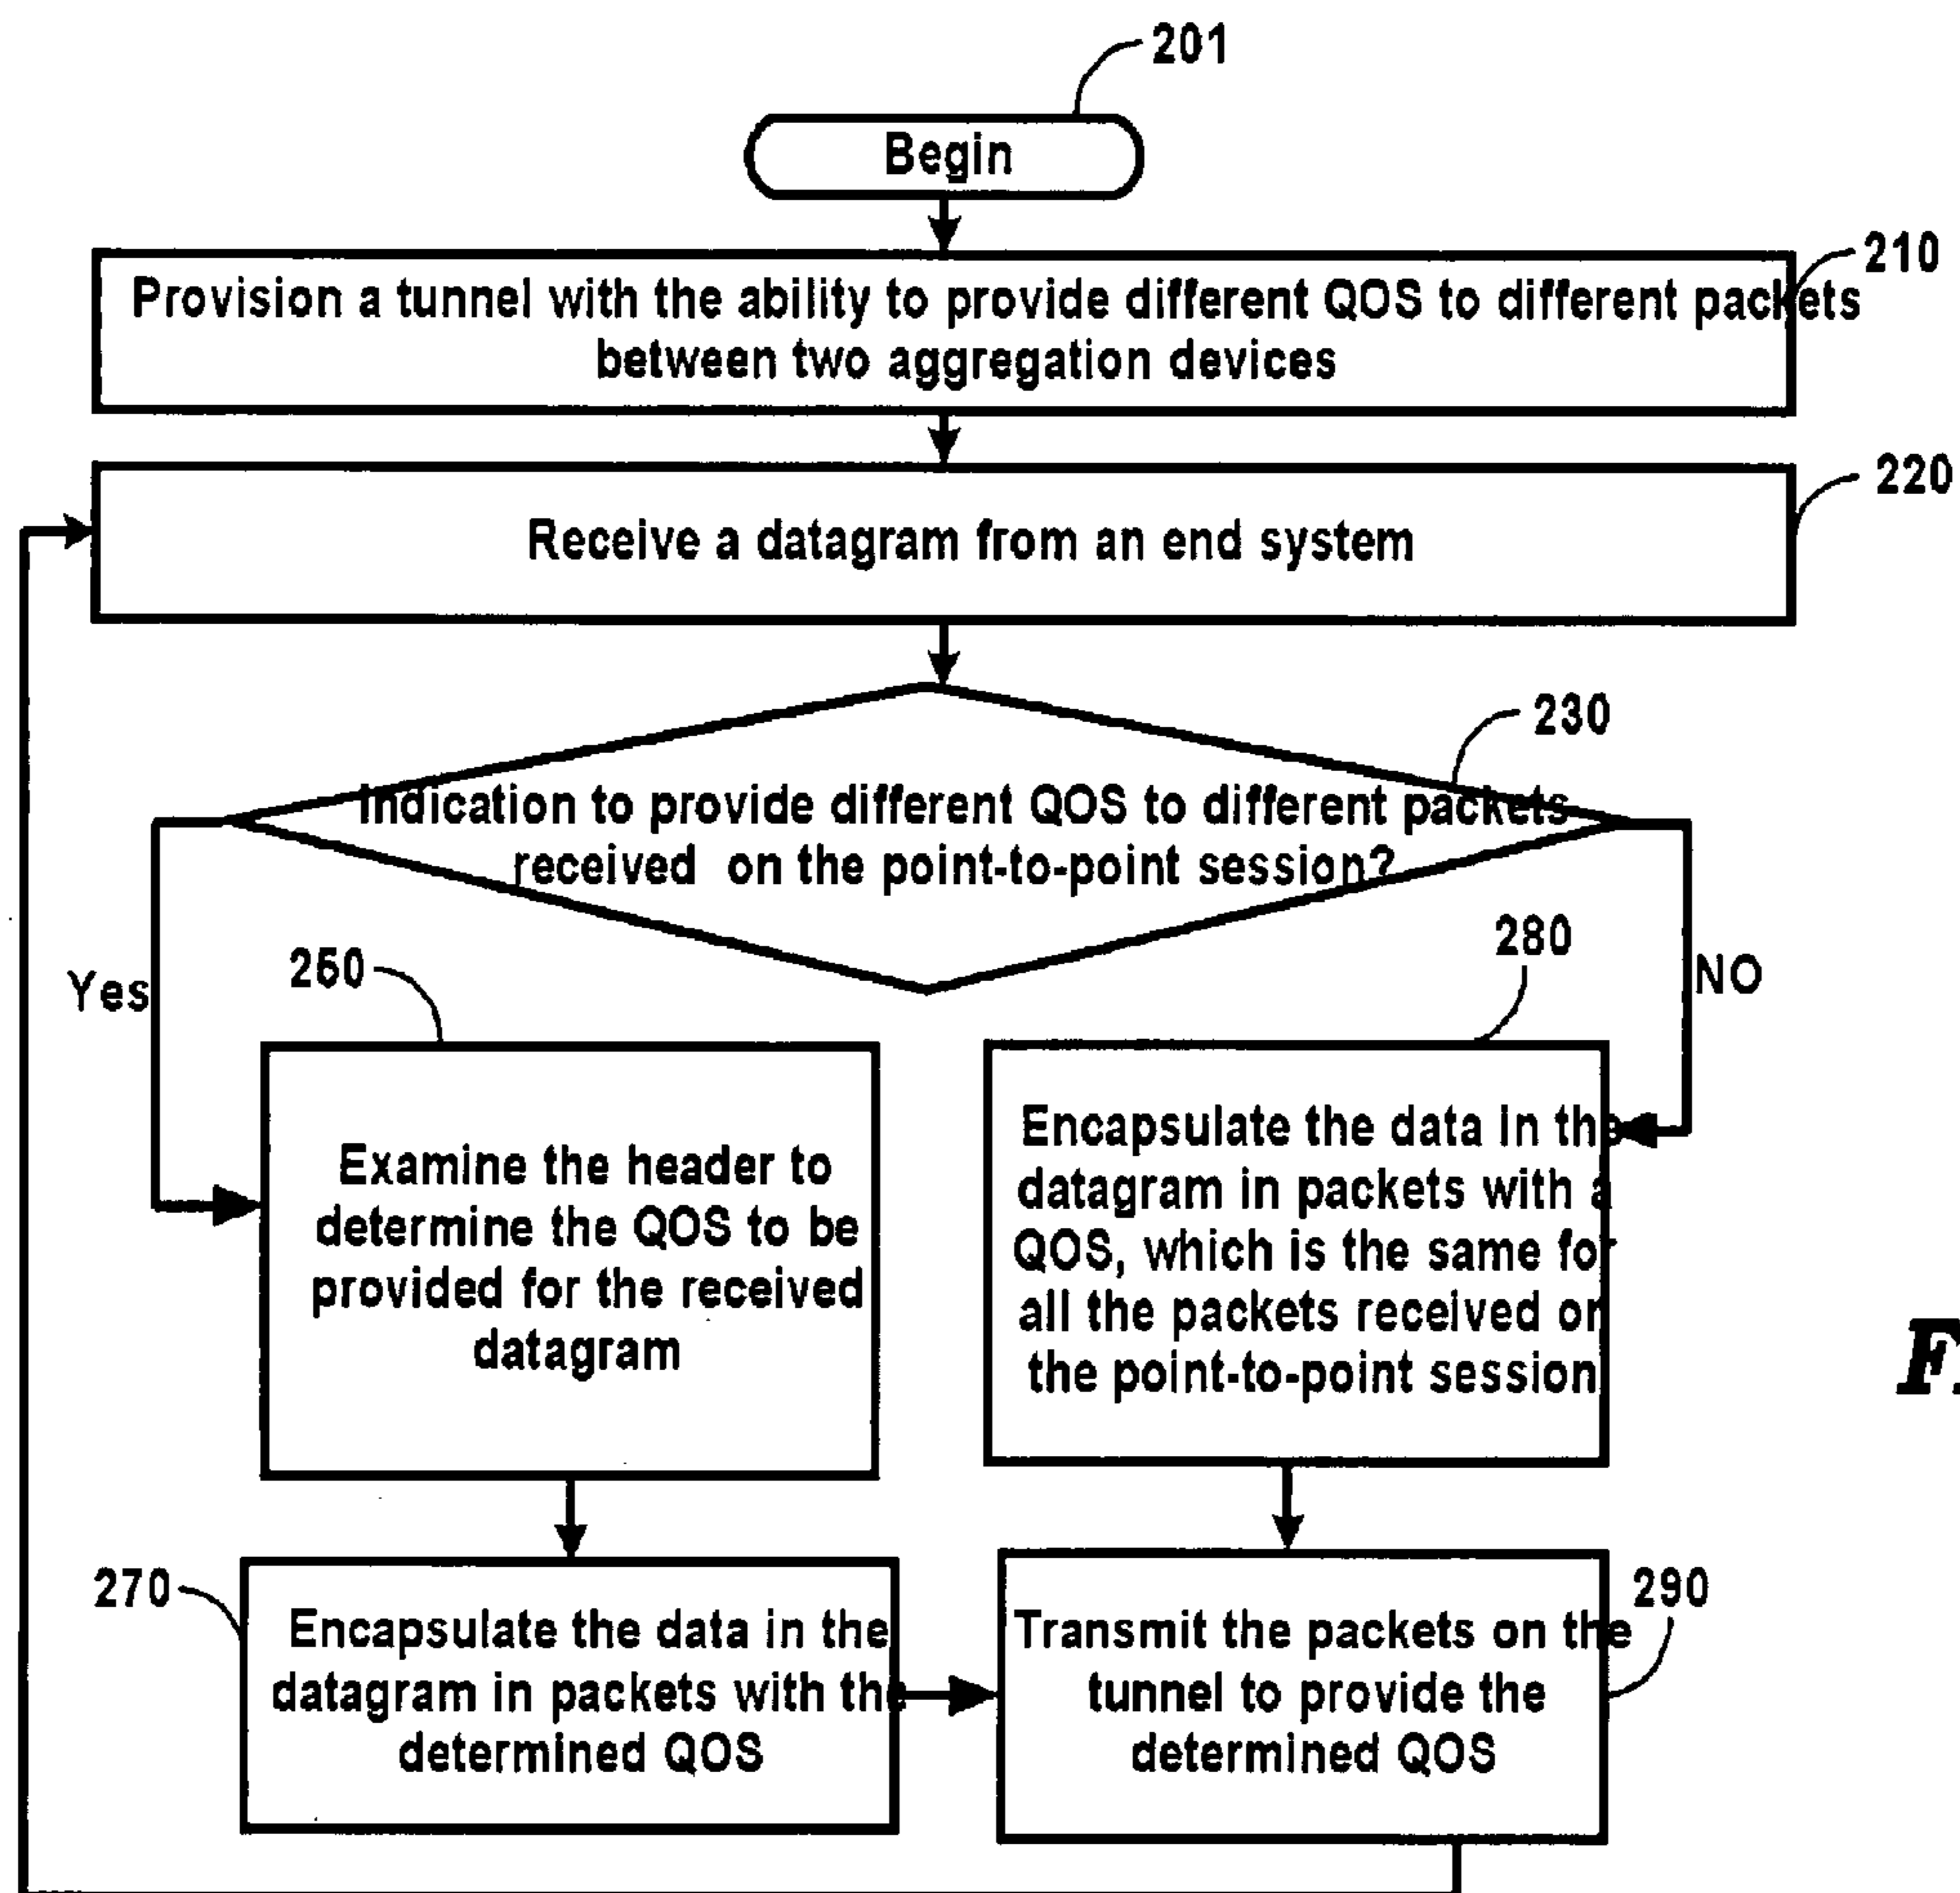 201
Begin
210
Provision a tunnel with the ability to provide different QOS to different packets
between two aggregation devices
220
Receive a datagram from an end system
230
Indication to provide different QOS to different packets
received on the point-to-point session?
Yes
260
280
NO
Examine the header to
determine the QOS to be
provided for the received
datagram
Encapsulate the data in the
datagram in packets with a
QOS, which is the same for
all the packets received on
the point-to-point session
270
Encapsulate the data in the
datagram in packets with the
determined QOS
290
Transmit the packets on the
tunnel to provide the
determined QOS